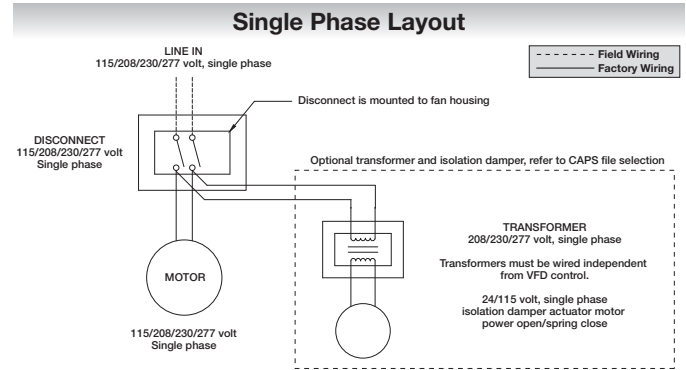 Single Phase Layout
LINE IN
115/208/230/277 volt, single phase
Field Wiring
Factory Wiring
Disconnect is mounted to fan housing
DISCONNECT
115/208/230/277 volt
Single phase
Optional transformer and isolation damper, refer to CAPS file selection
TRANSFORMER
208/230/277 volt, single phase
Transformers must be wired independent
from VFD control.
24/115 volt, single phase
isolation damper actuator motor
power open/spring close
MOTOR
115/208/230/277 volt
Single phase